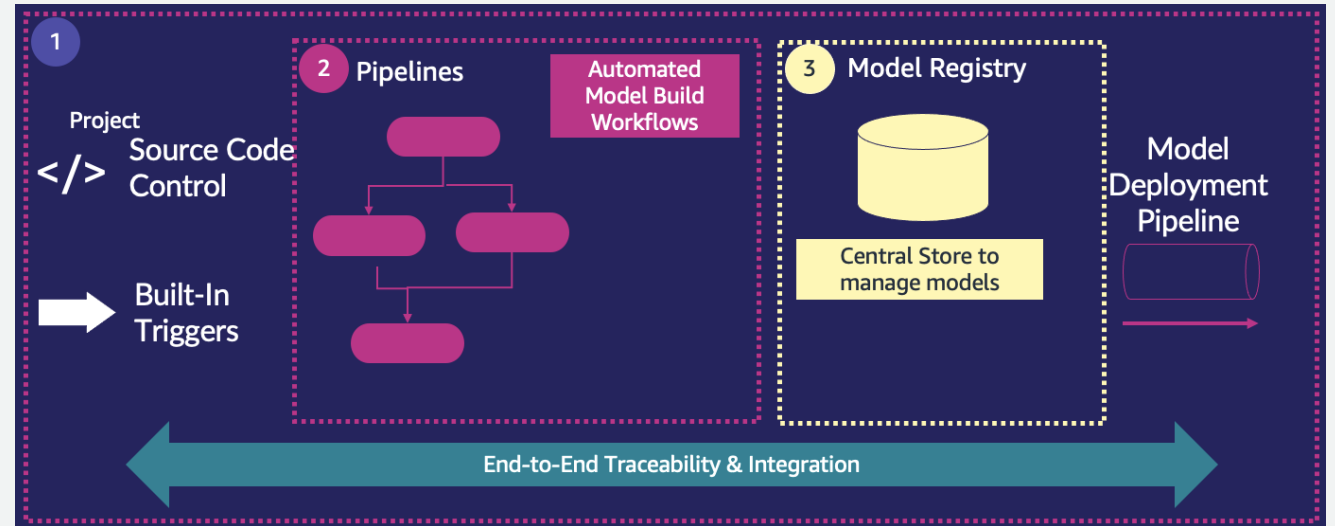 1
Project
</>
Source Code
Control
Built-In
Triggers
2
Pipelines
Automated
Model Build
Workflows
3
Model Registry
Central Store to
manage models
Model
Deployment
Pipeline
End-to-End Traceability & Integration